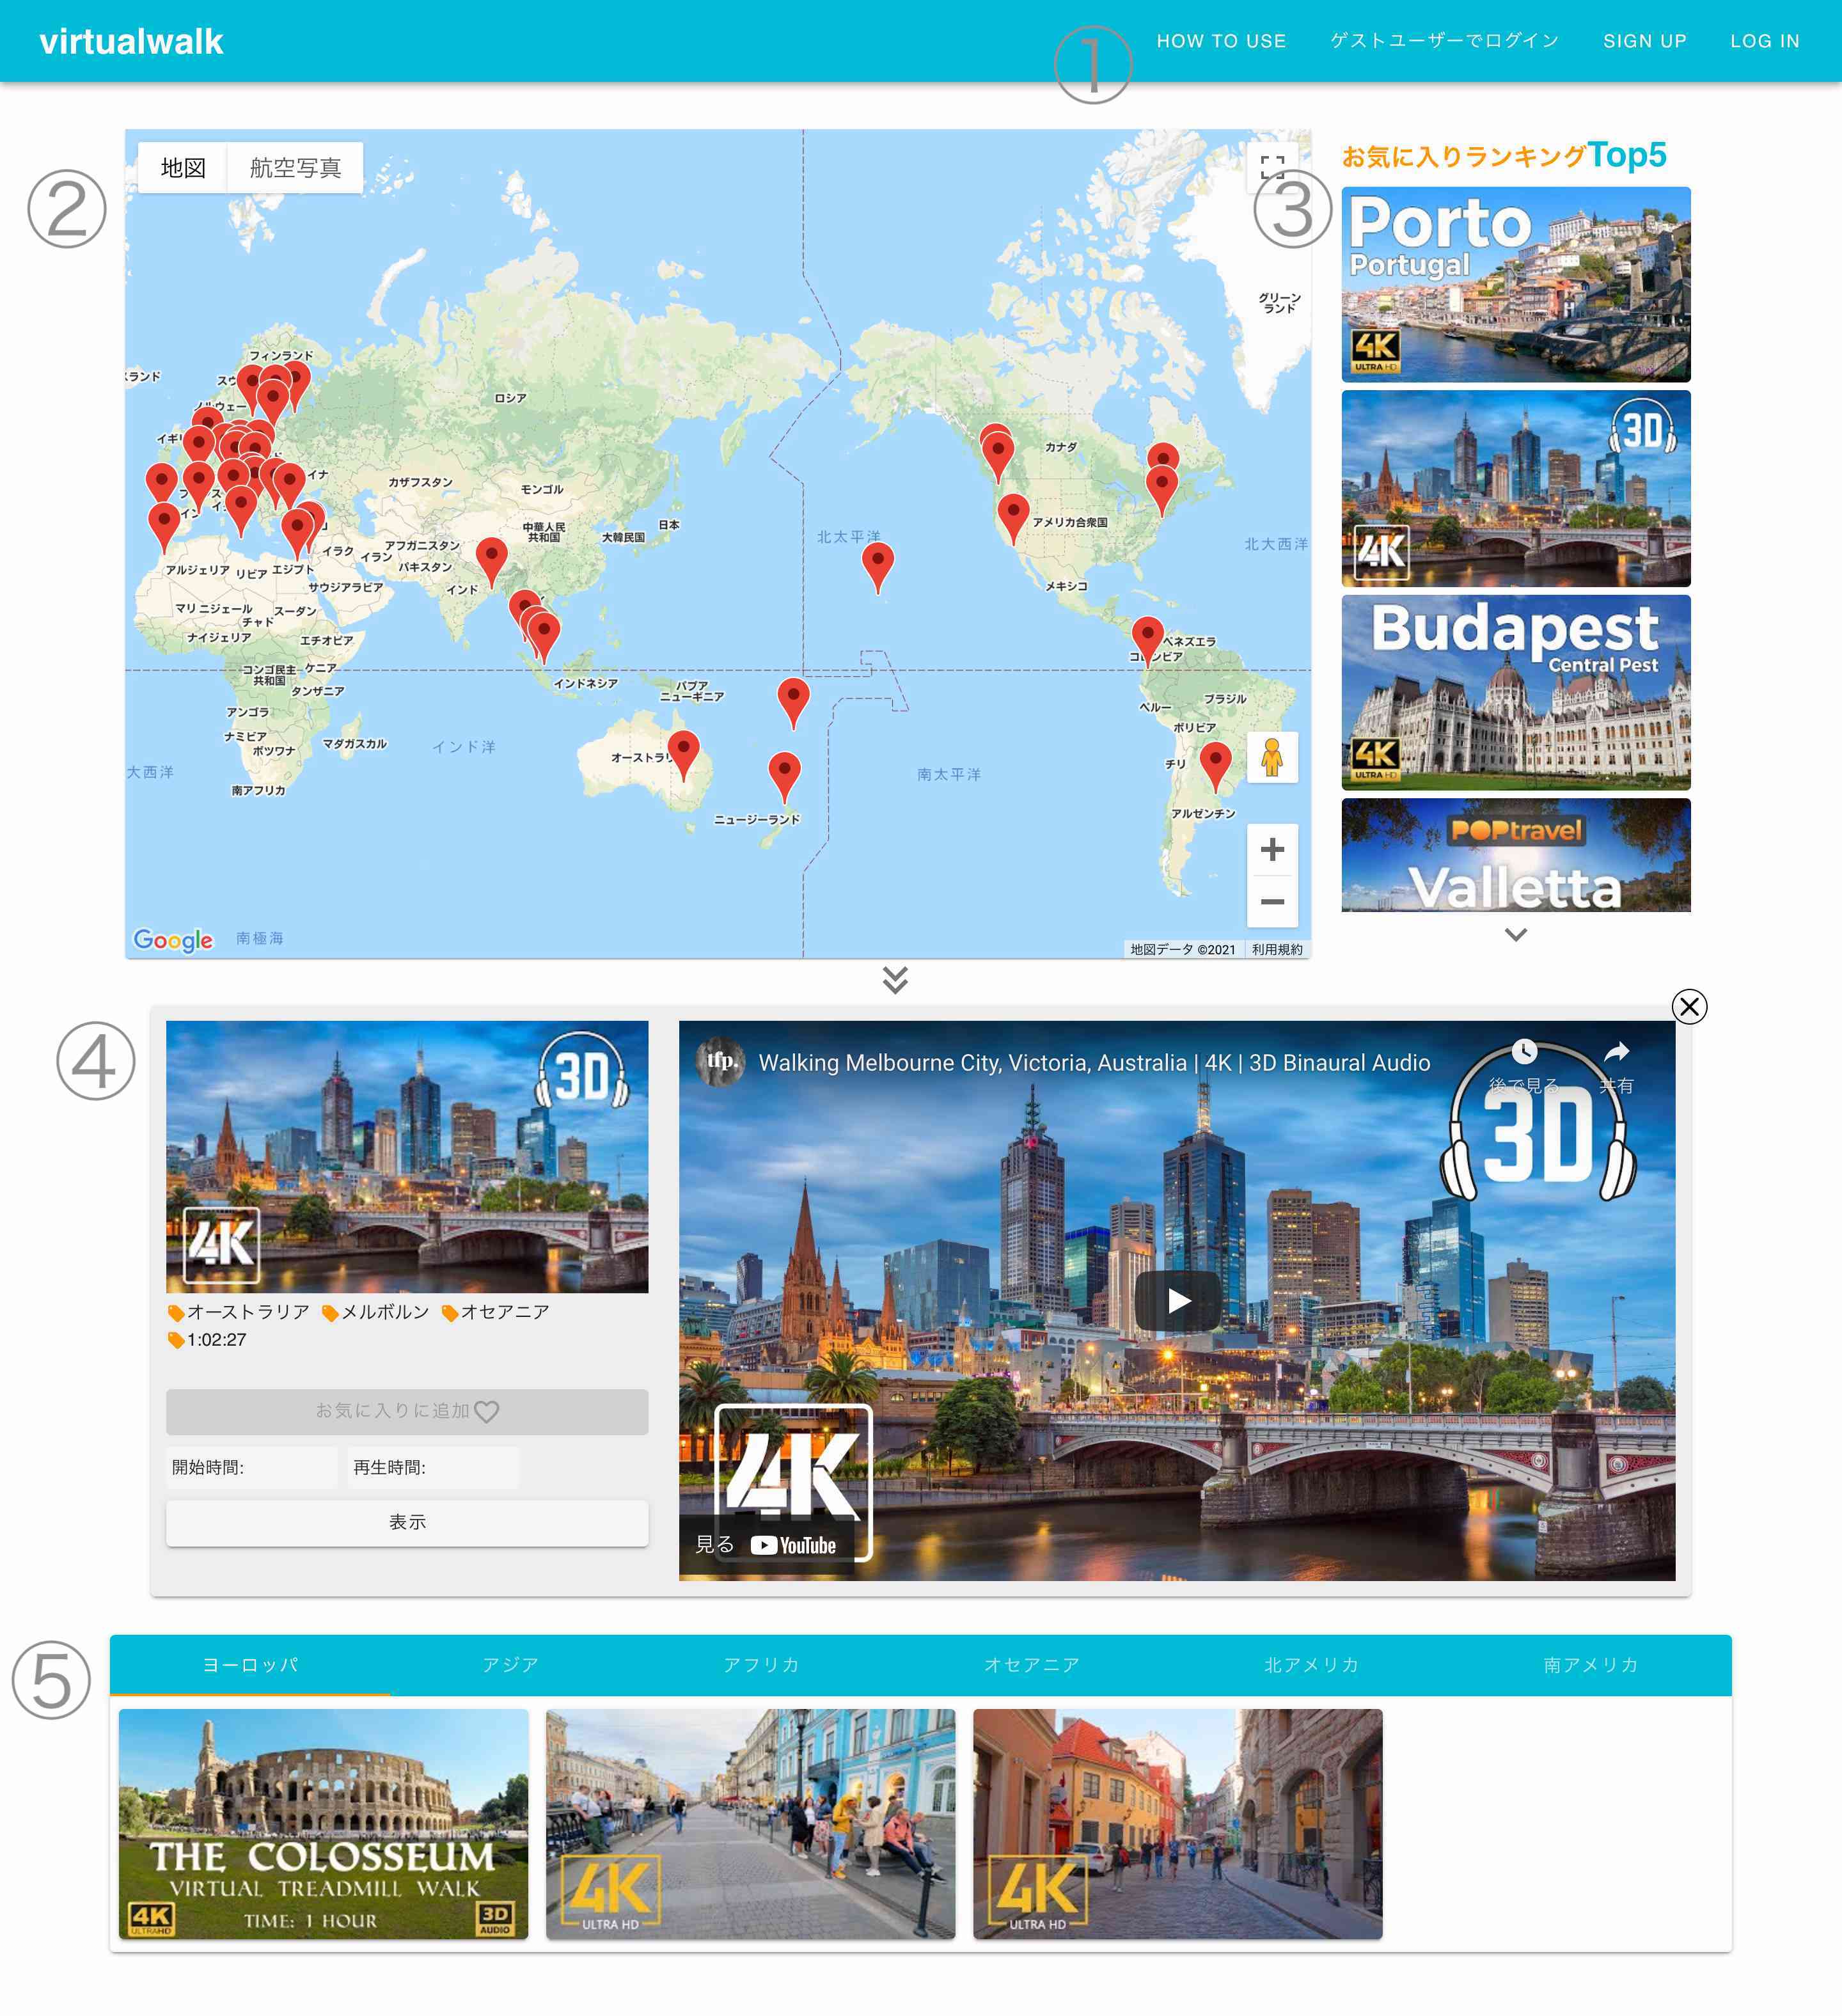 virtualwalk
①
HOW TO USE
ゲストユーザーでログイン
SIGN UP
LOG IN
②
地図
航空写真
③
お気に入りランキングTop5
Porto
Portugal
4K
ULTRA HD
3D
4K
Budapest
Central Pest
4K
ULTRA HD
POPtravel
Valletta
グリーン
ランド
フィンランド
ロシア
カナダ
カザフスタン
モンゴル
中華人民
共和国
日本
大韓民国
アフガニスタン
イラク
イラン
パキスタン
アルジェリア
リビア
エジプト
サウジアラビア
インド
マリ
ニジェール
スーダン
チャド
ナイジェリア
エチオピア
コンゴ民主
共和国
ケニア
タンザニア
アンゴラ
ナミビア
ボツワナ
マダガスカル
南アフリカ
インドネシア
パプア
ニューギニア
ニュージーランド
北太平洋
アメリカ合衆国
北大西洋
メキシコ
ベネズエラ
ブラジル
ペルー
ボリビア
チリ
アルゼンチン
インド洋
南太平洋
大西洋
南極海
Google
地図データ ©2021
利用規約
④
3D
4K
オーストラリア メルボルン オセアニア
1:02:27
お気に入りに追加
開始時間:
再生時間:
表示
tfp.
Walking Melbourne City, Victoria, Australia | 4K | 3D Binaural Audio
後で見る
共有
3D
4K
見る YouTube
⑤
ヨーロッパ
アジア
アフリカ
オセアニア
北アメリカ
南アメリカ
THE COLOSSEUM
VIRTUAL TREADMILL WALK
TIME: 1 HOUR
4K
ULTRAHD
3D
AUDIO
4K
ULTRA HD
4K
ULTRA HD